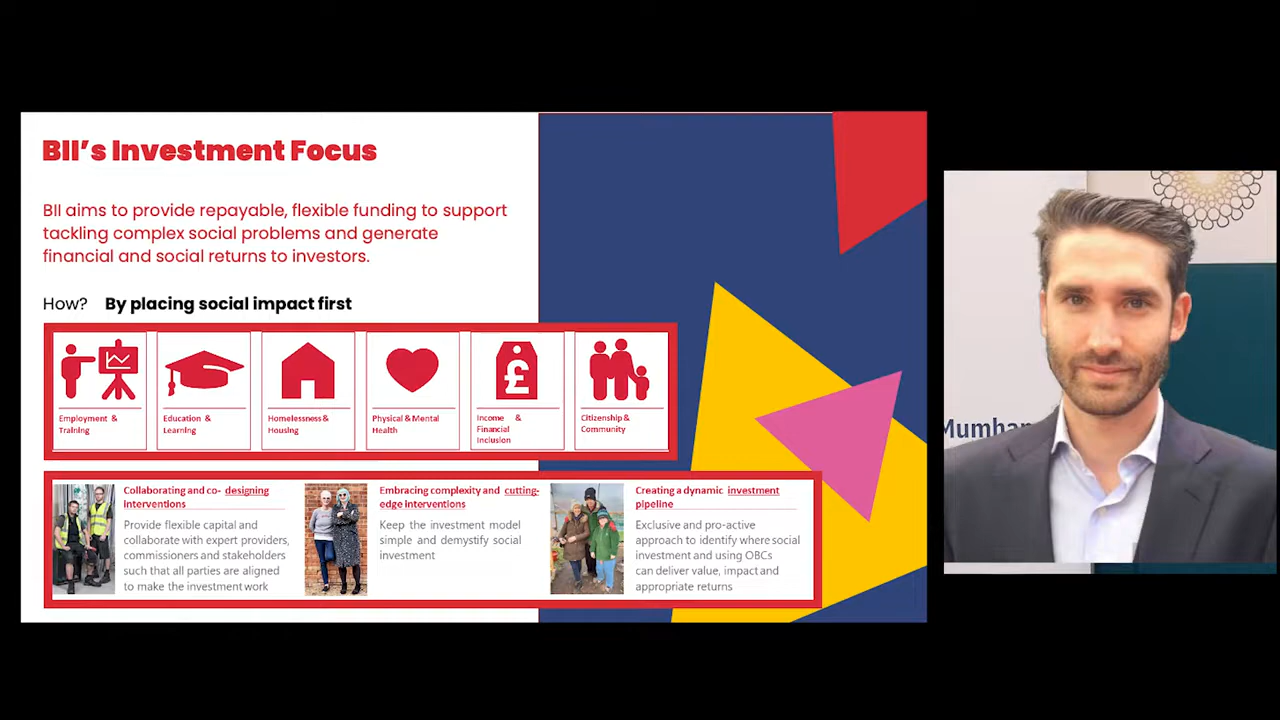 BII's Investment Focus
BII aims to provide repayable, flexible funding to support
tackling complex social problems and generate
financial and social returns to investors.
How? By placing social impact first
Employment &
Training
Education &
Learning
Homelessness &
Housing
Physical & Mental
Health
Income &
Financial
Inclusion
Citizenship &
Community
Collaborating and co- designing
interventions
Provide flexible capital and
collaborate with expert providers,
commissioners and stakeholders
such that all parties are aligned
to make the investment work
Embracing complexity and cutting-
edge interventions
Keep the investment model
simple and demystify social
investment
Creating a dynamic investment
pipeline
Exclusive and pro-active
approach to identify where social
investment and using OBCs
can deliver value, impact and
appropriate returns